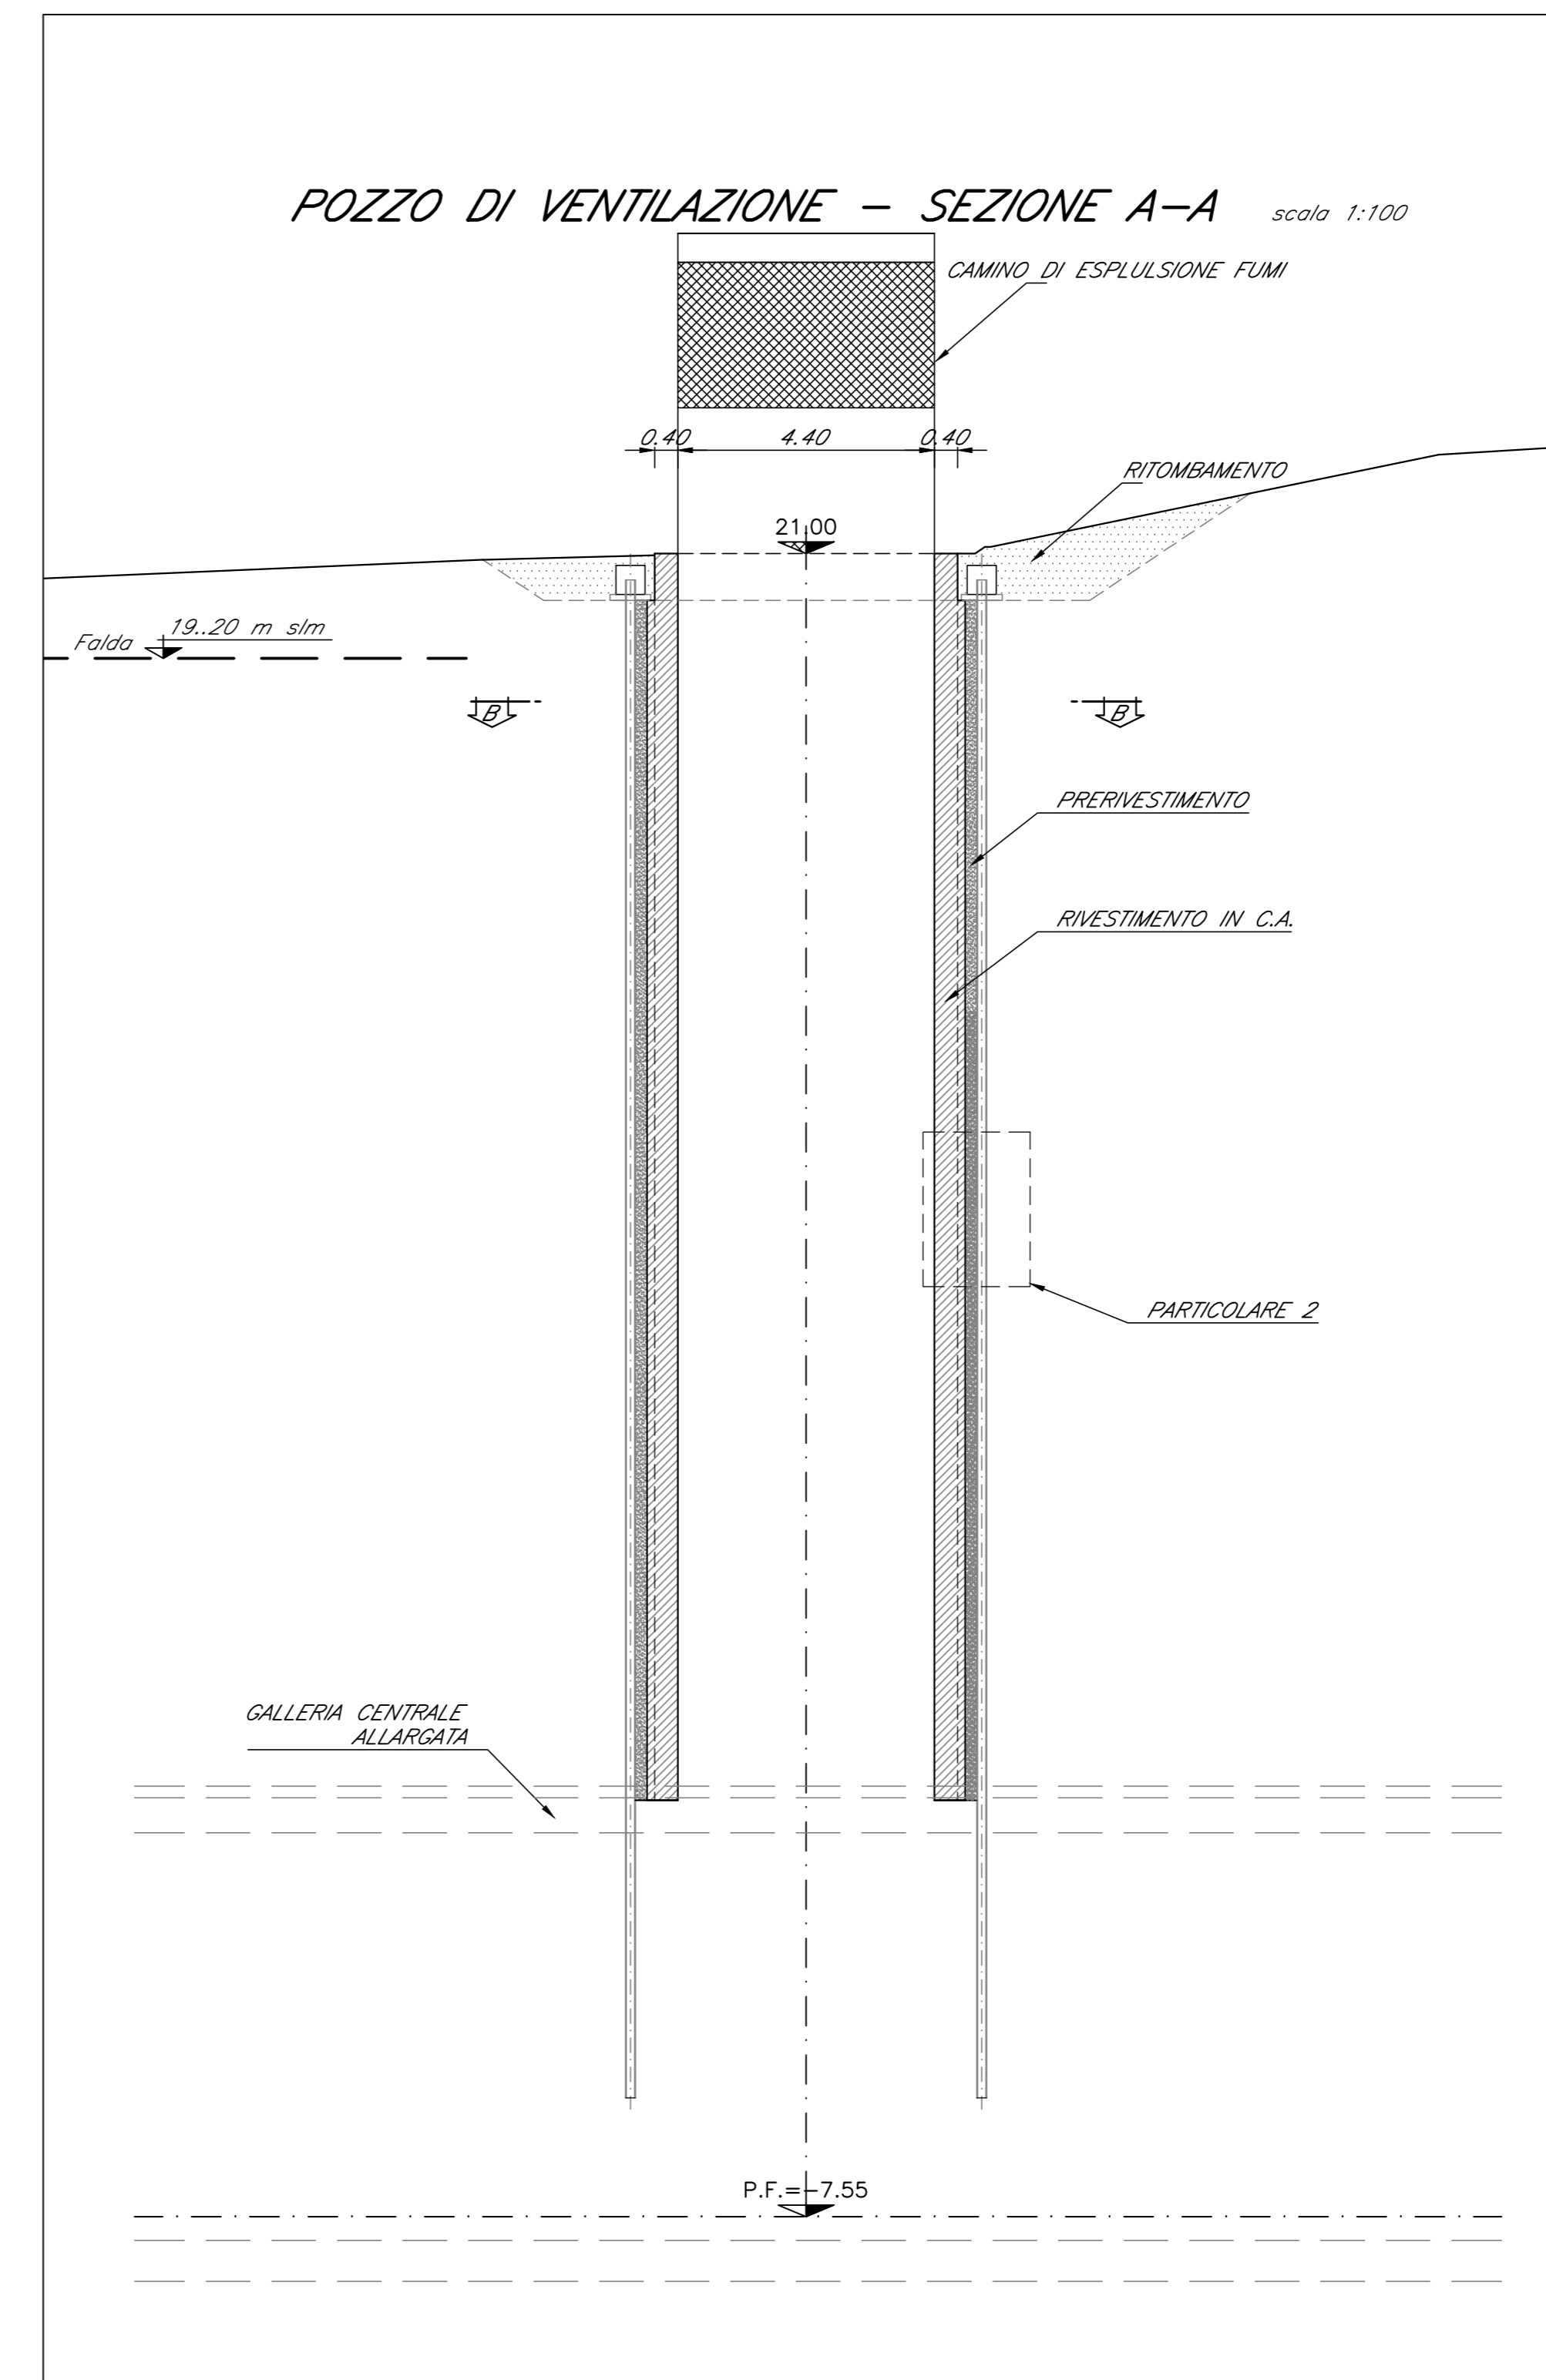 POZZO DI VENTILAZIONE – SEZIONE A–A scala 1:100
CAMINO DI ESPLULSIONE FUMI
0.40 4.40 0.40
RITOMBAMENTO
21.00
Falda 19..20 m slm
B B
PRERIVESTIMENTO
RIVESTIMENTO IN C.A.
PARTICOLARE 2
GALLERIA CENTRALE
ALLARGATA
P.F.=-7.55